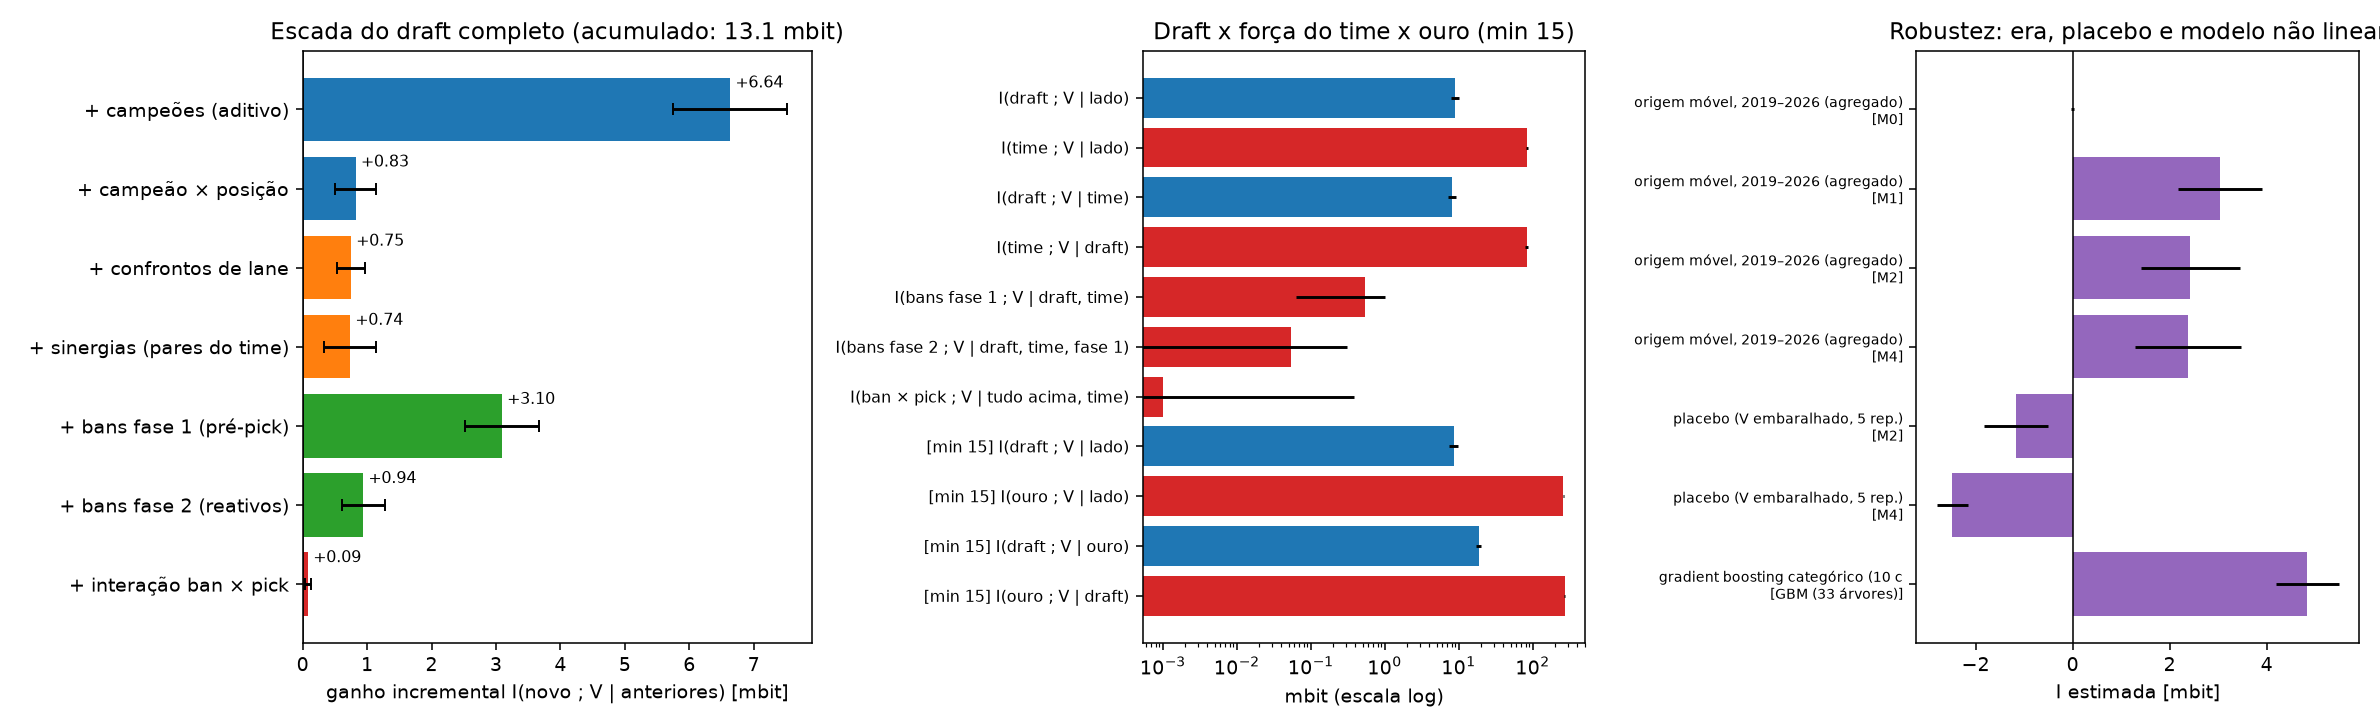 Escada do draft completo (acumulado: 13.1 mbit)
+ campeões (aditivo)
+6.64
+ campeão × posição
+0.83
+ confrontos de lane
+0.75
+ sinergias (pares do time)
+0.74
+ bans fase 1 (pré-pick)
+3.10
+ bans fase 2 (reativos)
+0.94
+ interação ban × pick
+0.09
0 1 2 3 4 5 6 7
ganho incremental I(novo ; V | anteriores) [mbit]
Draft x força do time x ouro (min 15)
I(draft ; V | lado)
I(time ; V | lado)
I(draft ; V | time)
I(time ; V | draft)
I(bans fase 1 ; V | draft, time)
I(bans fase 2 ; V | draft, time, fase 1)
I(ban × pick ; V | tudo acima, time)
[min 15] I(draft ; V | lado)
[min 15] I(ouro ; V | lado)
[min 15] I(draft ; V | ouro)
[min 15] I(ouro ; V | draft)
10⁻³ 10⁻² 10⁻¹ 10⁰ 10¹ 10²
mbit (escala log)
Robustez: era, placebo e modelo não linear
origem móvel, 2019–2026 (agregado)
[M0]
origem móvel, 2019–2026 (agregado)
[M1]
origem móvel, 2019–2026 (agregado)
[M2]
origem móvel, 2019–2026 (agregado)
[M4]
placebo (V embaralhado, 5 rep.)
[M2]
placebo (V embaralhado, 5 rep.)
[M4]
gradient boosting categórico (10 c
[GBM (33 árvores)]
−2 0 2 4
I estimada [mbit]